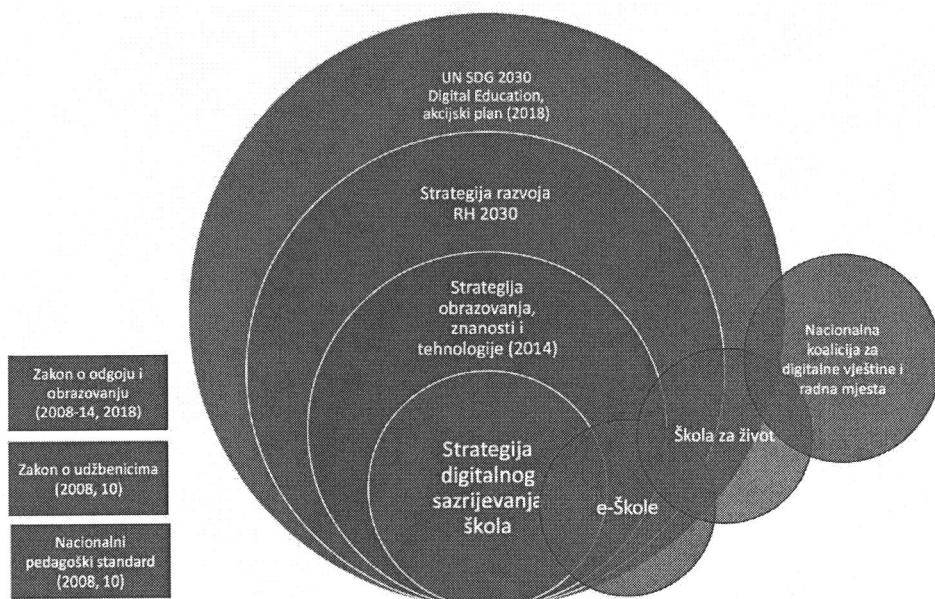 UN SDG 2030
Digital Education,
akcijski plan (2018)
Strategija razvoja
RH 2030
Strategija
obrazovanja,
znanosti i
tehnologije (2014)
Strategija
digitalnog
sazrijevanja
škola
e-Škole
Škola za život
Nacionalna
koalicija za
digitalne vještine i
radna mjesta
Zakon o odgoju i
obrazovanju
(2008-14, 2018)
Zakon o udžbenicima
(2008, 10)
Nacionalni
pedagoški standard
(2008, 10)